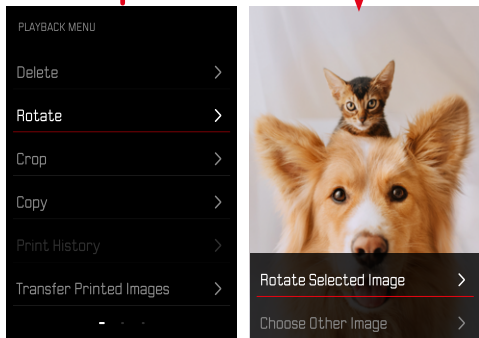 PLAYBACK MENU
Delete
Rotate
Crop
Copy
Print History
Transfer Printed Images
Rotate Selected Image
Choose Other Image